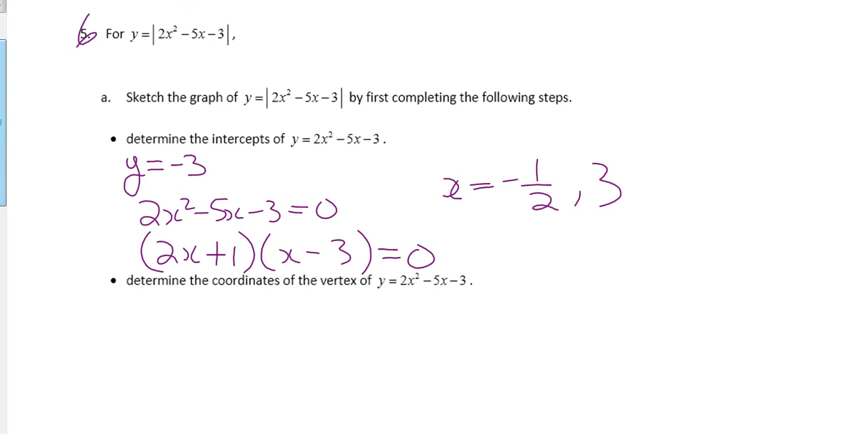 6. For y = |2x² − 5x − 3|,
a. Sketch the graph of y = |2x² − 5x − 3| by first completing the following steps.
• determine the intercepts of y = 2x² − 5x − 3.
y = −3
2x² − 5x − 3 = 0
(2x + 1)(x − 3) = 0
x = −1/2, 3
• determine the coordinates of the vertex of y = 2x² − 5x − 3.